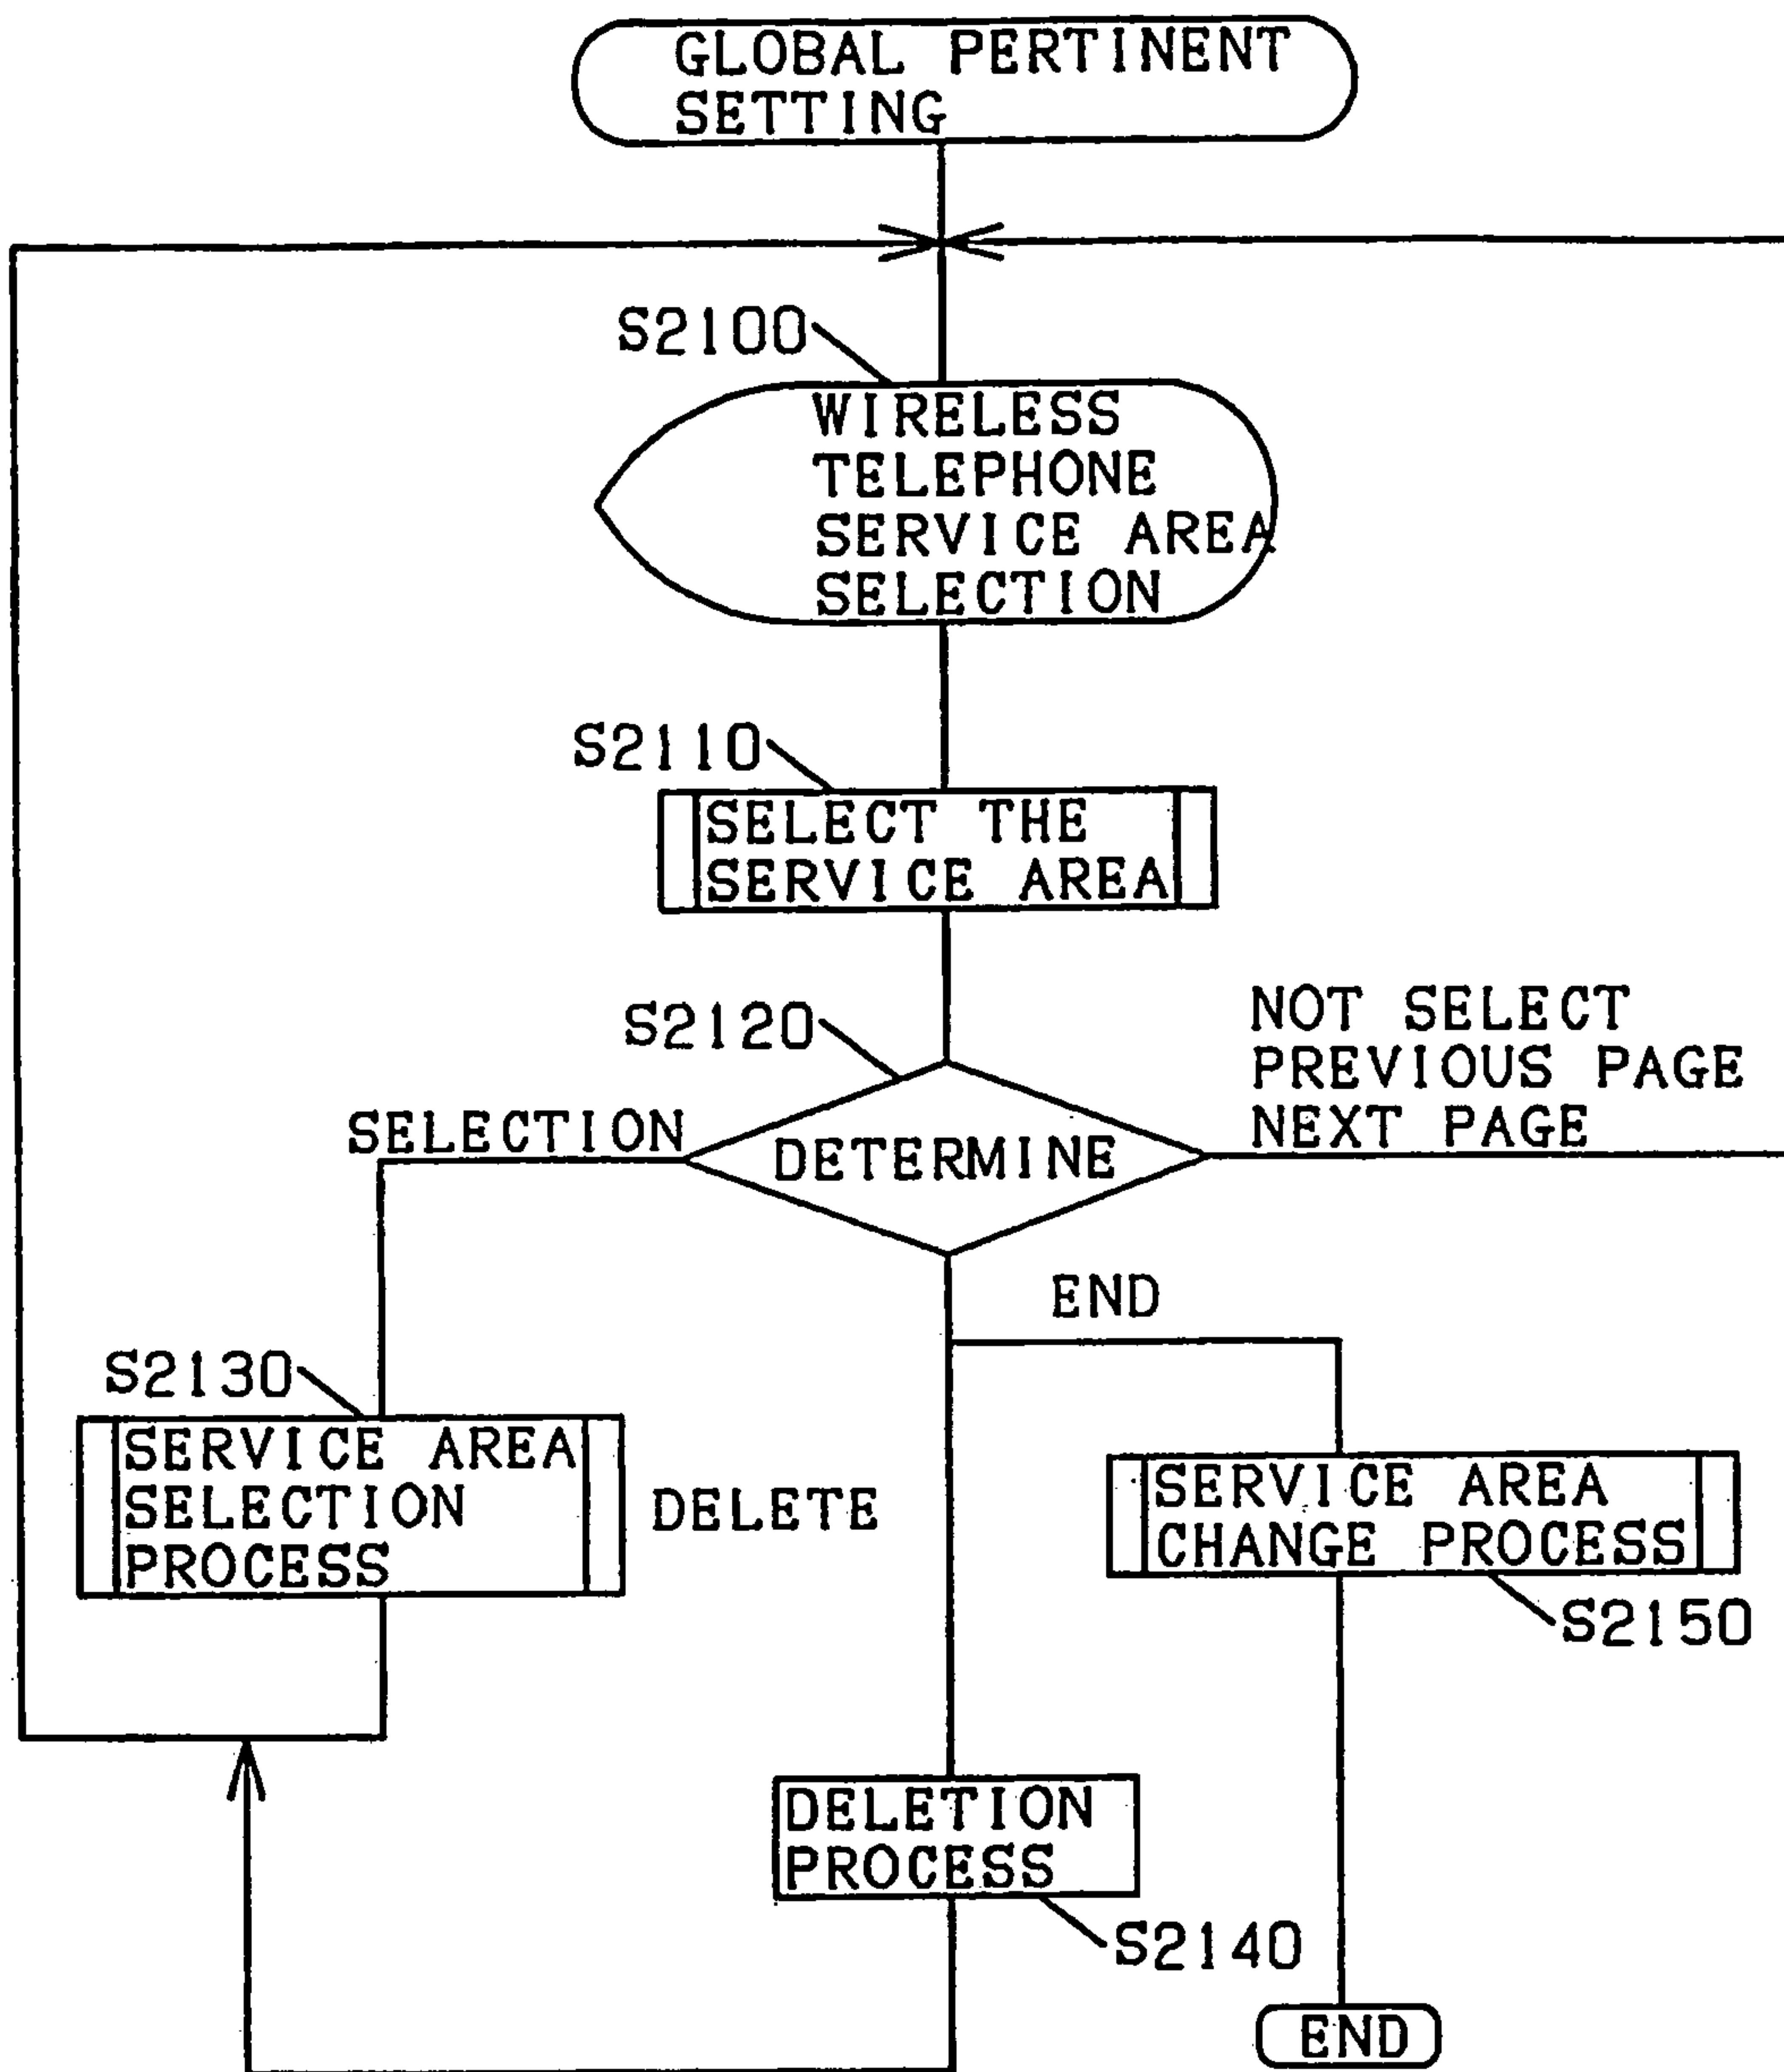 GLOBAL PERTINENT
SETTING
S2100
WIRELESS
TELEPHONE
SERVICE AREA
SELECTION
S2110
SELECT THE
SERVICE AREA
S2120
NOT SELECT
PREVIOUS PAGE
NEXT PAGE
SELECTION
DETERMINE
END
S2130
SERVICE AREA
SELECTION
PROCESS
DELETE
SERVICE AREA
CHANGE PROCESS
S2150
DELETION
PROCESS
S2140
END